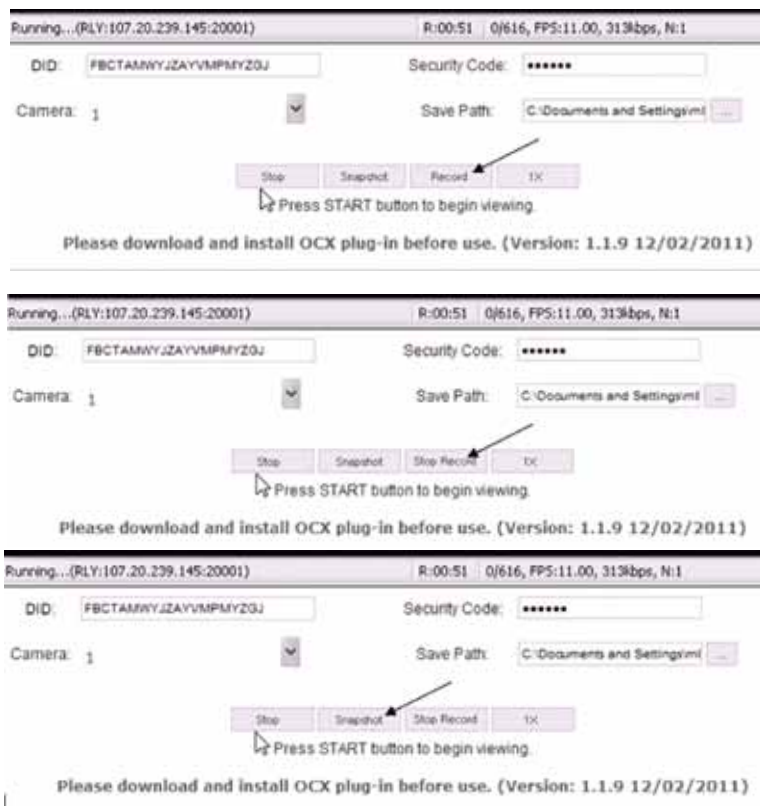 Running...(RLY:107.20.239.145:20001) R:00:51 0/616, FPS:11.00, 313kbps, N:1
DID: FBCTAMWYJZAYVMPMYZGJ Security Code: ●●●●●●
Camera: 1 Save Path: C:\Documents and Settings\ml ...
Stop Snapshot Record 1X
Press START button to begin viewing.
Please download and install OCX plug-in before use. (Version: 1.1.9 12/02/2011)
Running...(RLY:107.20.239.145:20001) R:00:51 0/616, FPS:11.00, 313kbps, N:1
DID: FBCTAMWYJZAYVMPMYZGJ Security Code: ●●●●●●
Camera: 1 Save Path: C:\Documents and Settings\ml ...
Stop Snapshot Stop Record 1X
Press START button to begin viewing.
Please download and install OCX plug-in before use. (Version: 1.1.9 12/02/2011)
Running...(RLY:107.20.239.145:20001) R:00:51 0/616, FPS:11.00, 313kbps, N:1
DID: FBCTAMWYJZAYVMPMYZGJ Security Code: ●●●●●●
Camera: 1 Save Path: C:\Documents and Settings\ml ...
Stop Snapshot Stop Record 1X
Press START button to begin viewing.
Please download and install OCX plug-in before use. (Version: 1.1.9 12/02/2011)